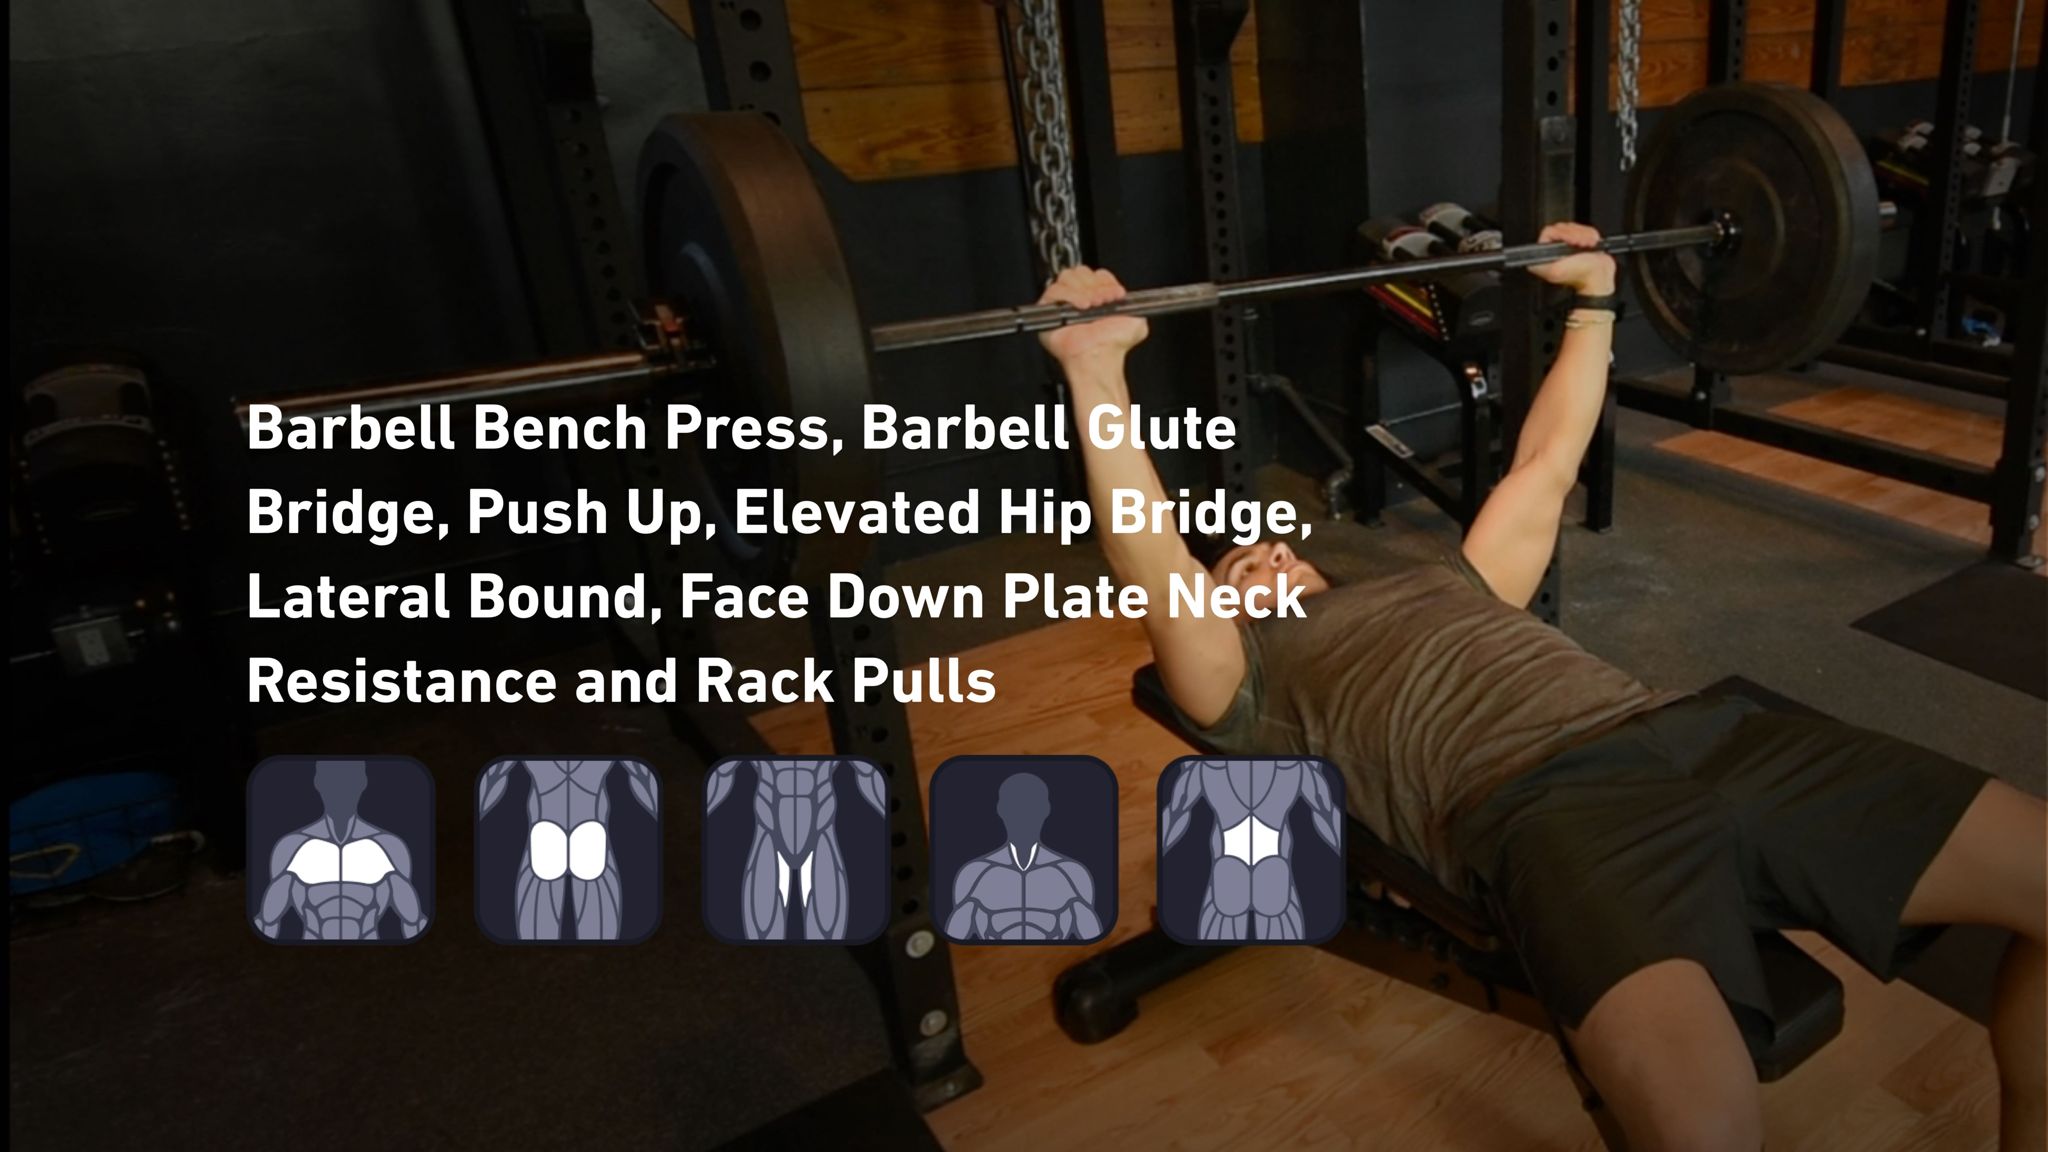 Barbell Bench Press, Barbell Glute
Bridge, Push Up, Elevated Hip Bridge,
Lateral Bound, Face Down Plate Neck
Resistance and Rack Pulls